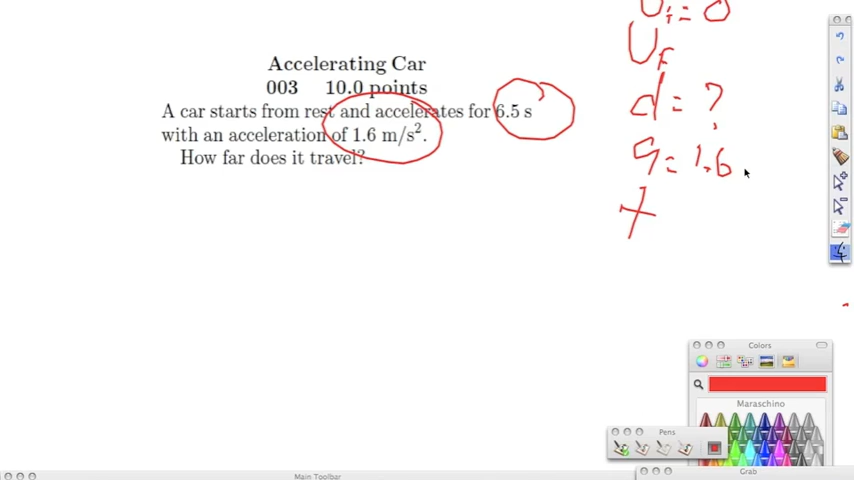 Accelerating Car
003 10.0 points
A car starts from rest and accelerates for 6.5 s
with an acceleration of 1.6 m/s².
How far does it travel?
Ui = 0
UF
d = ?
a = 1.6
t
Colors
Maraschino
Pens
Grab
Main Toolbar